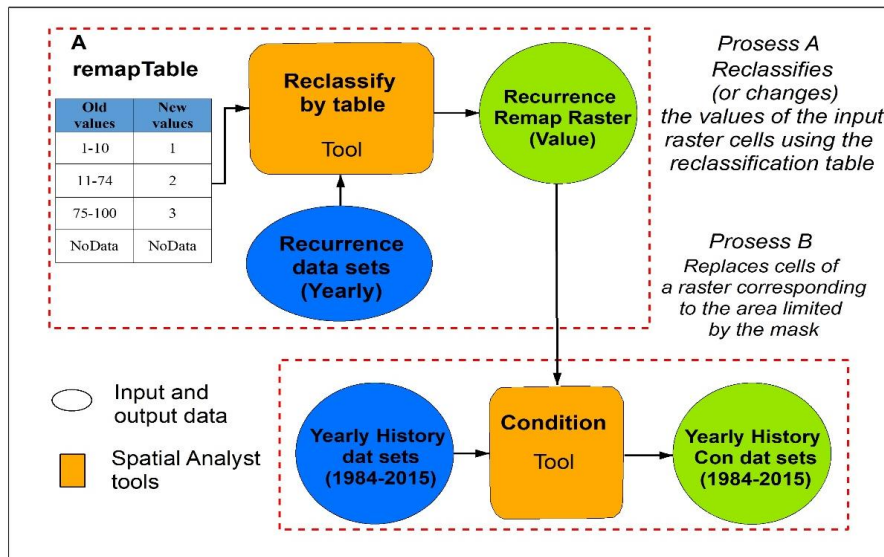 A
remapTable
Old values
New values
1-10
1
11-74
2
75-100
3
NoData
NoData
Reclassify
by table
Tool
Recurrence
Remap Raster
(Value)
Recurrence
data sets
(Yearly)
Prosess A
Reclassifies
(or changes)
the values of the input
raster cells using the
reclassification table
Prosess B
Replaces cells of
a raster corresponding
to the area limited
by the mask
Input and
output data
Spatial Analyst
tools
Yearly History
dat sets
(1984-2015)
Condition
Tool
Yearly History
Con dat sets
(1984-2015)